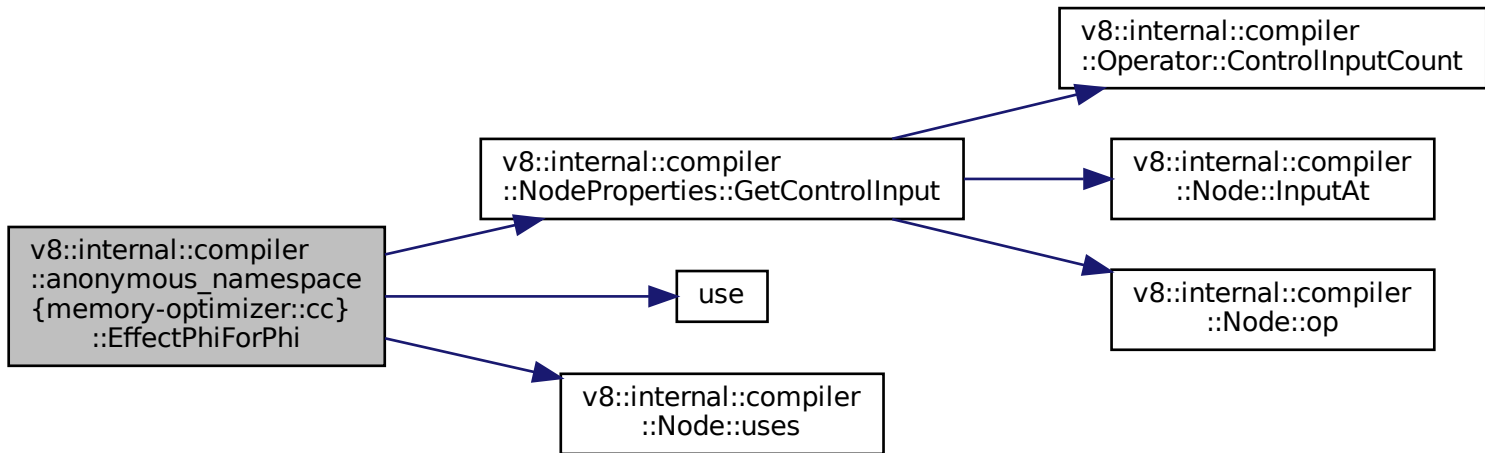 v8::internal::compiler
::anonymous_namespace
{memory-optimizer::cc}
::EffectPhiForPhi
v8::internal::compiler
::NodeProperties::GetControlInput
use
v8::internal::compiler
::Node::uses
v8::internal::compiler
::Operator::ControlInputCount
v8::internal::compiler
::Node::InputAt
v8::internal::compiler
::Node::op